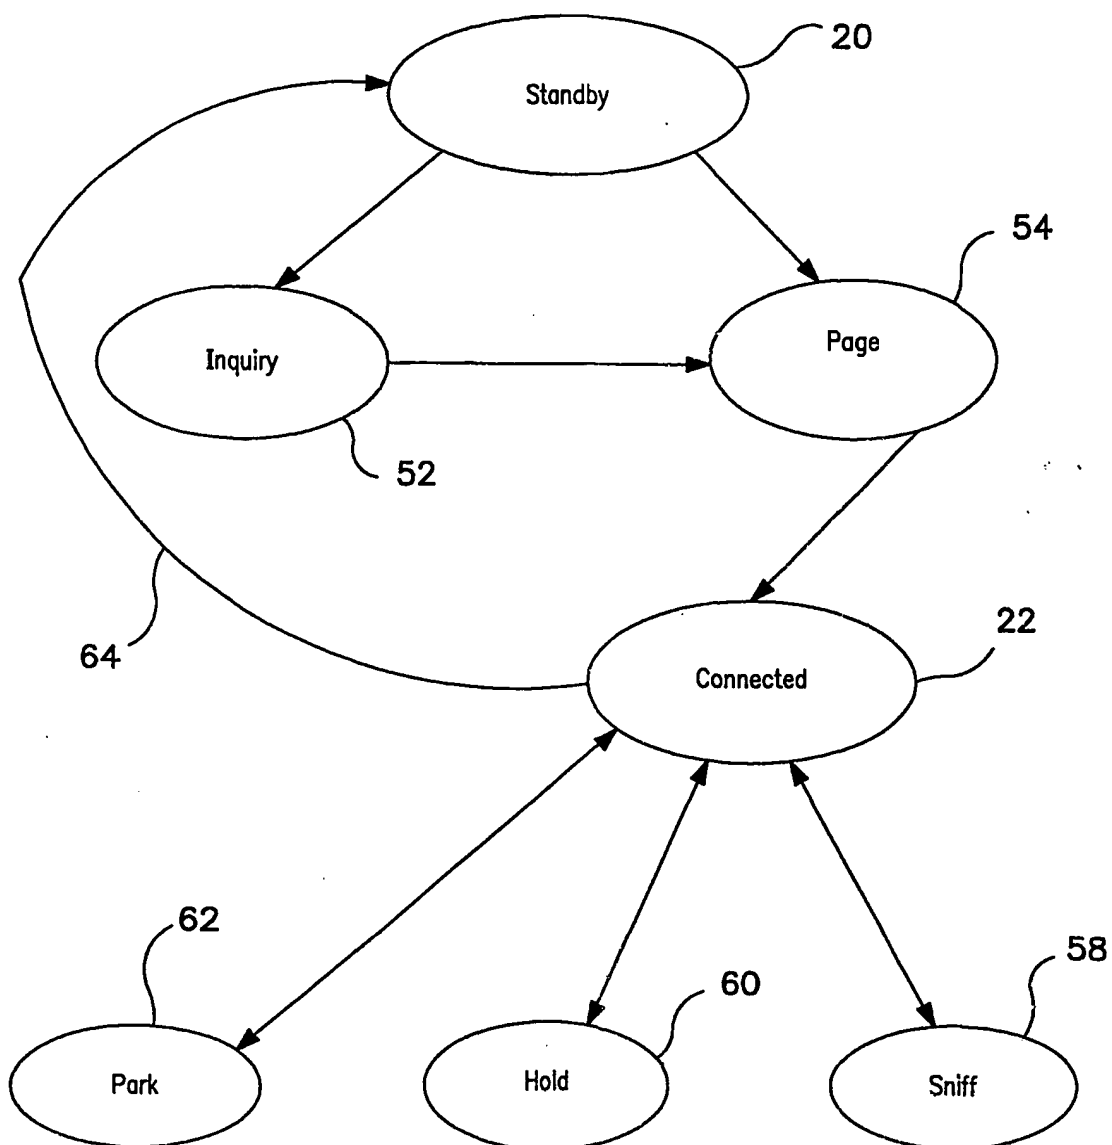 20
Standby
54
Page
Inquiry
52
22
Connected
64
62
58
60
Park
Hold
Sniff